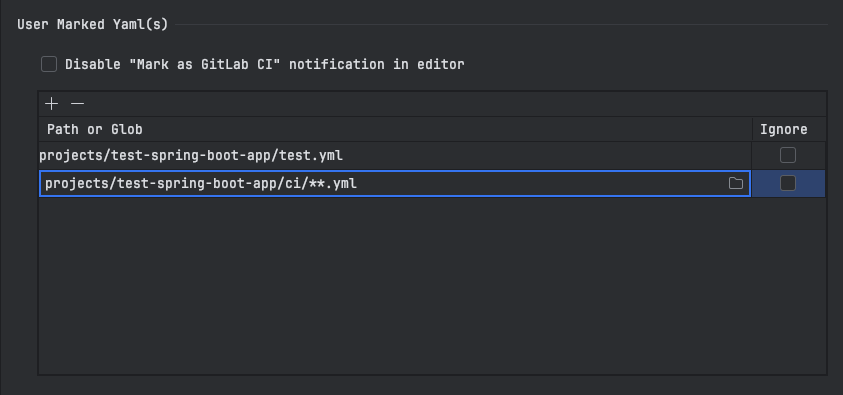 User Marked Yaml(s)
Disable "Mark as GitLab CI" notification in editor
Path or Glob Ignore
projects/test-spring-boot-app/test.yml
projects/test-spring-boot-app/ci/**.yml